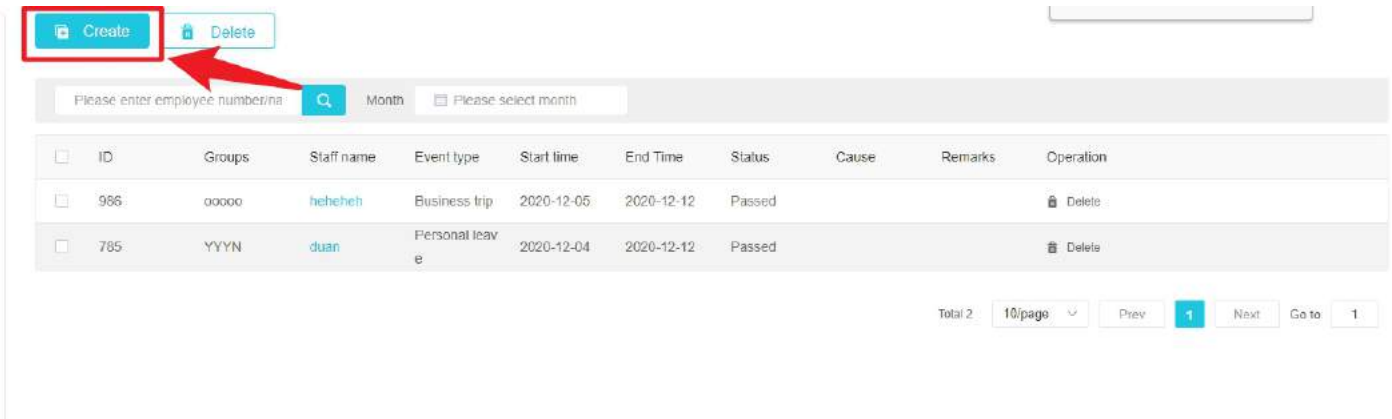 Create Delete
Please enter employee number/na Month Please select month
ID Groups Staff name Event type Start time End Time Status Cause Remarks Operation
986 ooooo heheheh Business trip 2020-12-05 2020-12-12 Passed Delete
785 YYYN duan Personal leav 2020-12-04 2020-12-12 Passed Delete
e
Total 2 10/page Prev 1 Next Go to 1